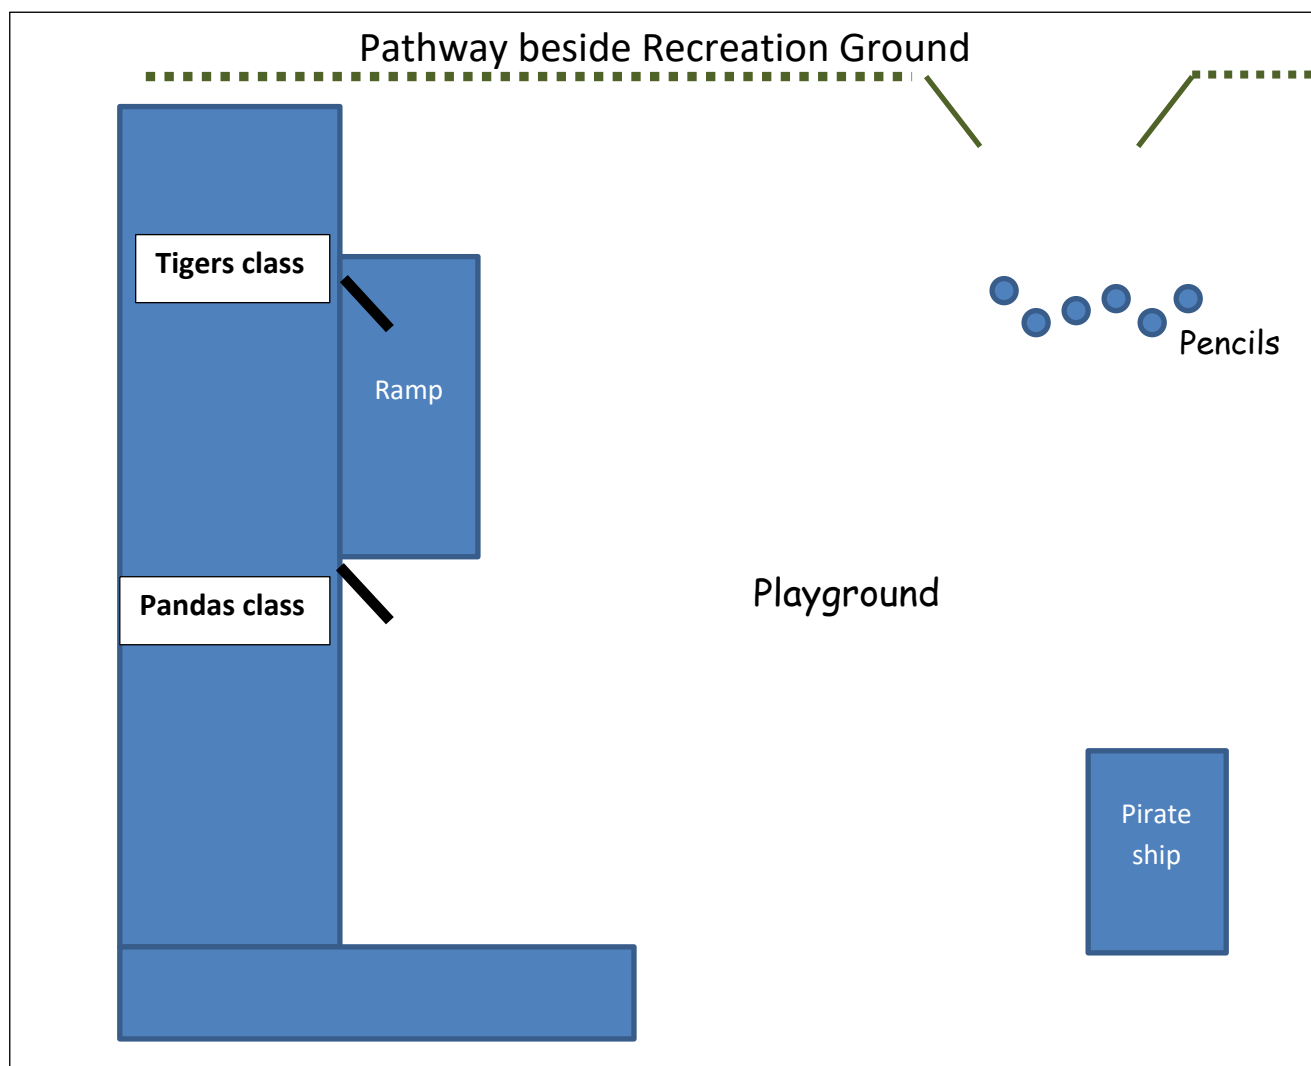 Pathway beside Recreation Ground
Tigers class
Ramp
Pencils
Pandas class
Playground
Pirate
ship